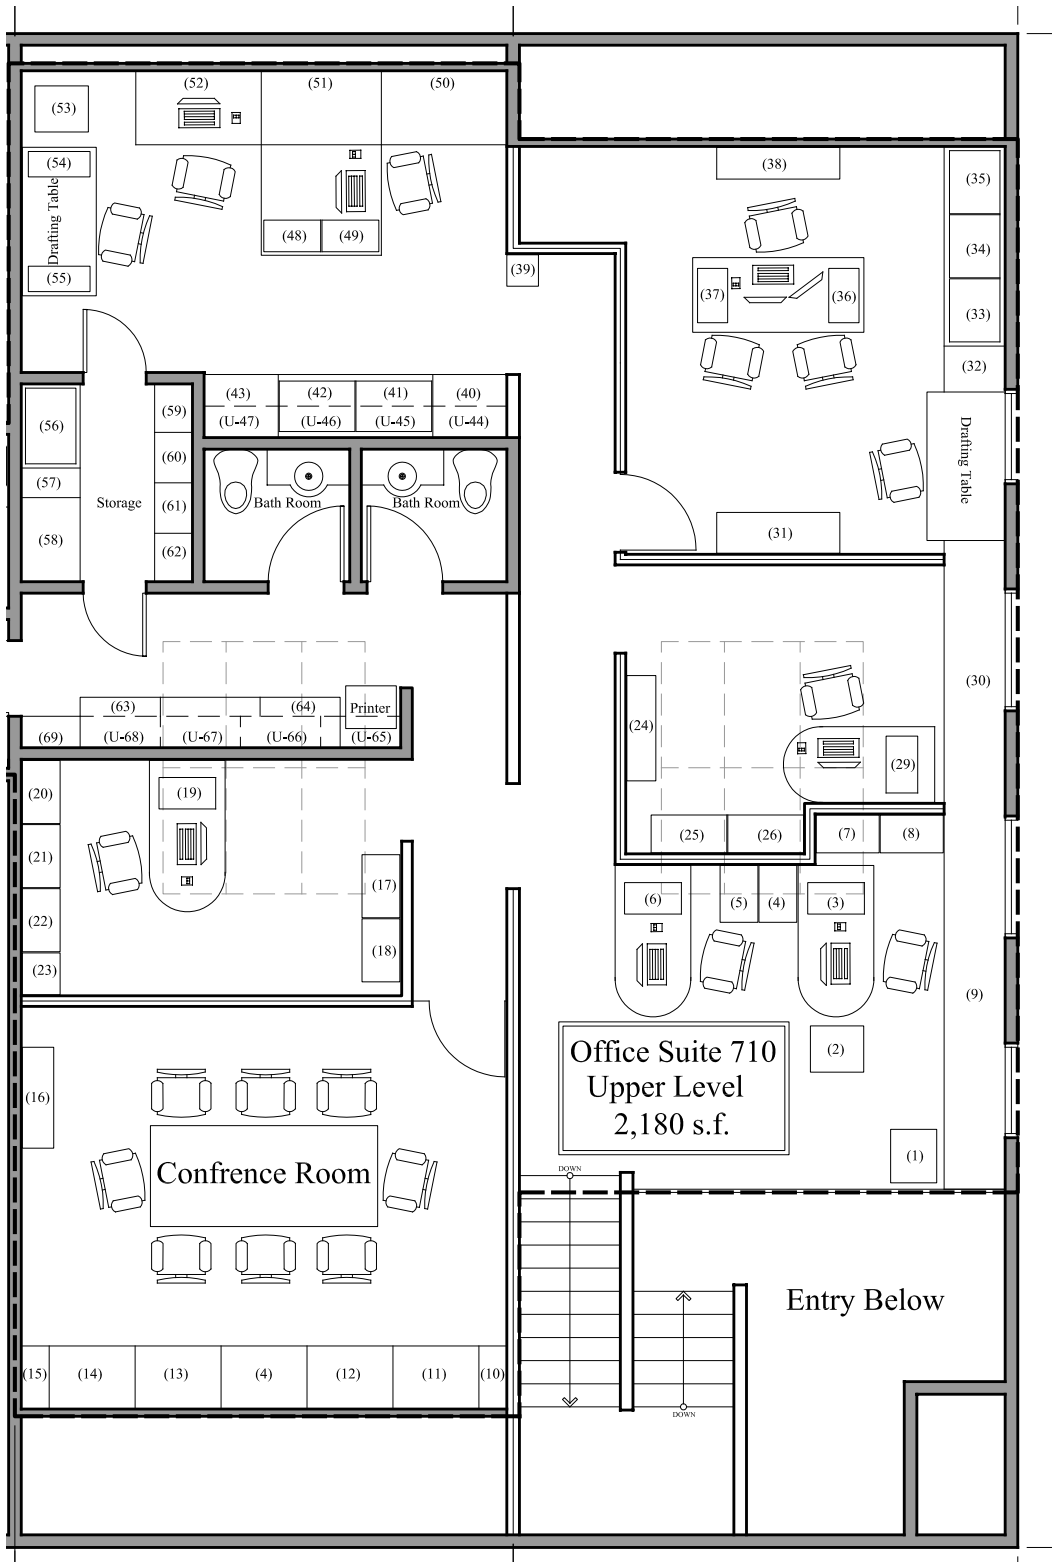 (52)
(51)
(50)
(53)
(54)
Drafting Table
(55)
(48)
(49)
(39)
(38)
(35)
(34)
(33)
(32)
(37)
(36)
Drafting Table
(31)
(43)
(42)
(41)
(40)
(U-47)
(U-46)
(U-45)
(U-44)
(56)
(57)
(58)
Storage
(59)
(60)
(61)
(62)
Bath Room
Bath Room
(63)
(64)
Printer
(69)
(U-68)
(U-67)
(U-66)
(U-65)
(30)
(24)
(29)
(25)
(26)
(7)
(8)
(20)
(21)
(22)
(23)
(19)
(17)
(18)
(6)
(5)
(4)
(3)
(9)
(2)
Office Suite 710
Upper Level
2,180 s.f.
(1)
(16)
Confrence Room
DOWN
DOWN
Entry Below
(15)
(14)
(13)
(4)
(12)
(11)
(10)